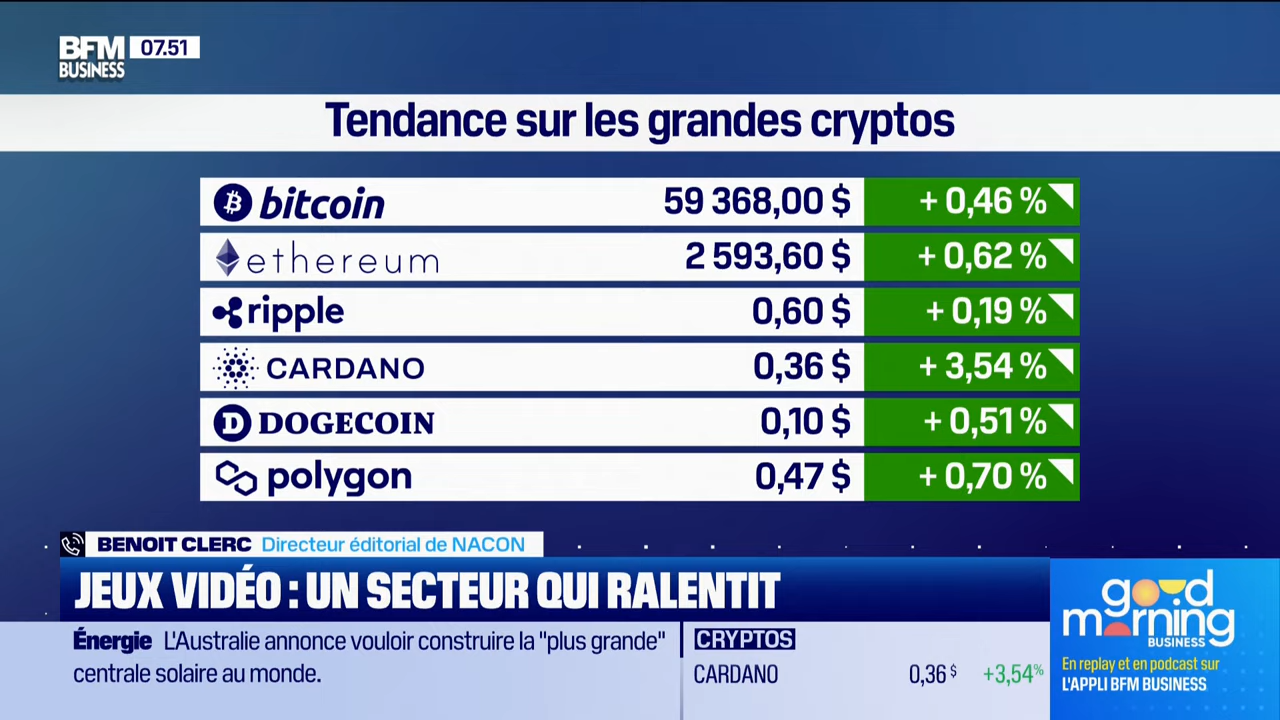 BFM 07.51
BUSINESS
Tendance sur les grandes cryptos
bitcoin 59 368,00 $ + 0,46 %
ethereum 2 593,60 $ + 0,62 %
ripple 0,60 $ + 0,19 %
CARDANO 0,36 $ + 3,54 %
DOGECOIN 0,10 $ + 0,51 %
polygon 0,47 $ + 0,70 %
BENOIT CLERC Directeur éditorial de NACON
JEUX VIDÉO : UN SECTEUR QUI RALENTIT
Énergie L'Australie annonce vouloir construire la "plus grande"
centrale solaire au monde.
CRYPTOS
CARDANO 0,36 $ +3,54%
good
morning
BUSINESS
En replay et en podcast sur
L'APPLI BFM BUSINESS